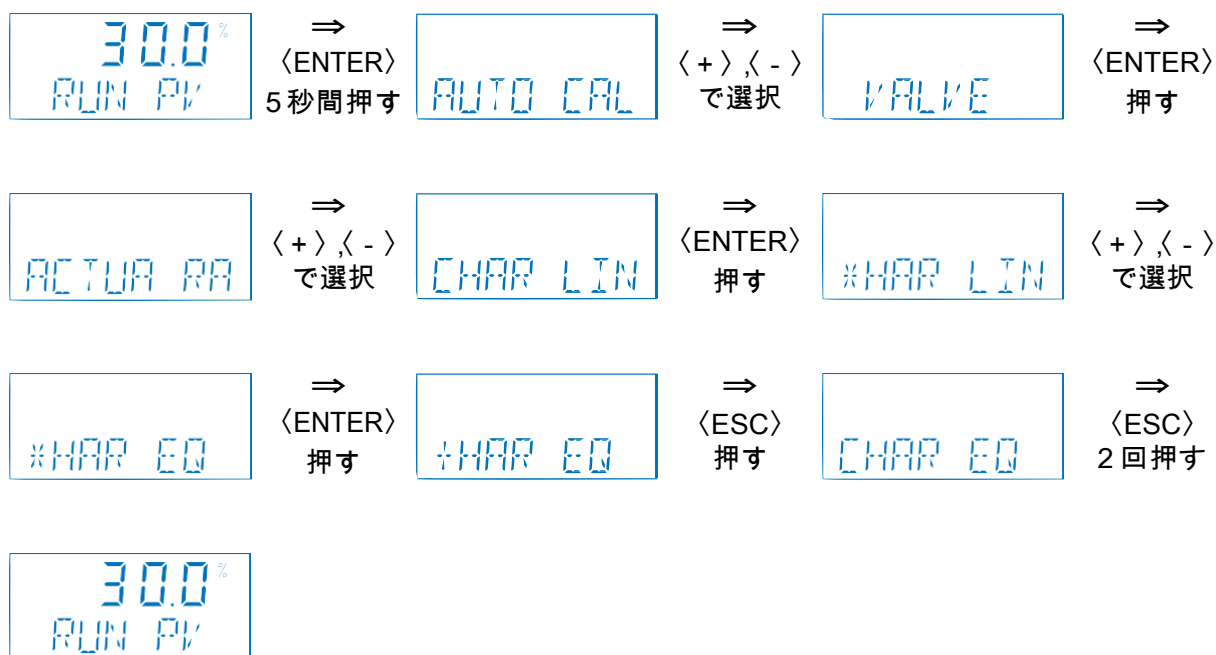 30.0%
RUN PV
⇒
〈ENTER〉
5秒間押す
AUTO CAL
⇒
〈+〉,〈-〉
で選択
VALVE
⇒
〈ENTER〉
押す
ACTUA RA
⇒
〈+〉,〈-〉
で選択
CHAR LIN
⇒
〈ENTER〉
押す
*HAR LIN
⇒
〈+〉,〈-〉
で選択
*HAR EQ
⇒
〈ENTER〉
押す
+HAR EQ
⇒
〈ESC〉
押す
CHAR EQ
⇒
〈ESC〉
2回押す
30.0%
RUN PV